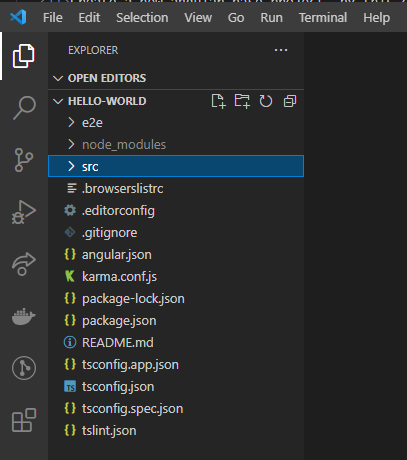 File Edit Selection View Go Run Terminal Help
EXPLORER
OPEN EDITORS
HELLO-WORLD
e2e
node_modules
src
.browserslistrc
.editorconfig
.gitignore
angular.json
karma.conf.js
package-lock.json
package.json
README.md
tsconfig.app.json
tsconfig.json
tsconfig.spec.json
tslint.json